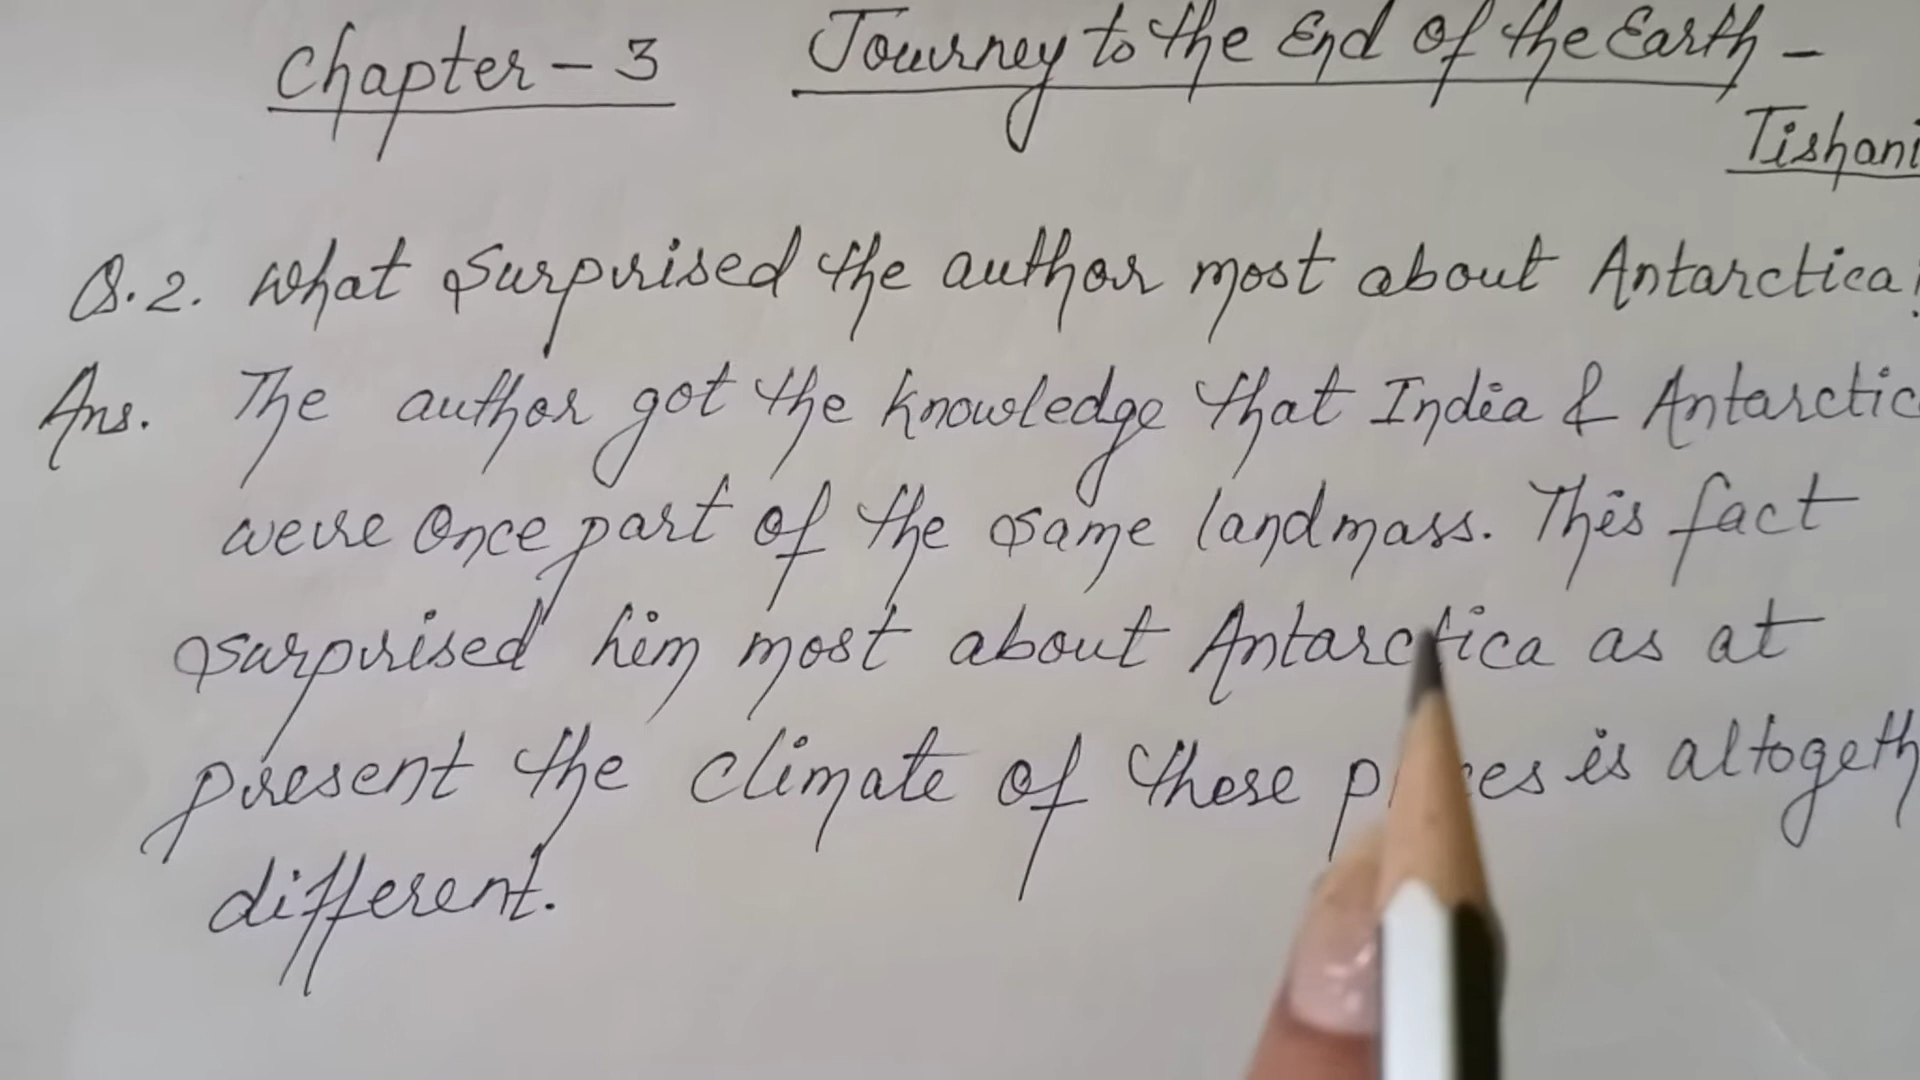 Chapter - 3 Journey to the End of the Earth -
Tishani
Q.2. What surprised the author most about Antarctica?
Ans. The author got the knowledge that India & Antarctic
were once part of the same landmass. This fact
surprised him most about Antarctica as at
present the climate of these places is altogeth
different.